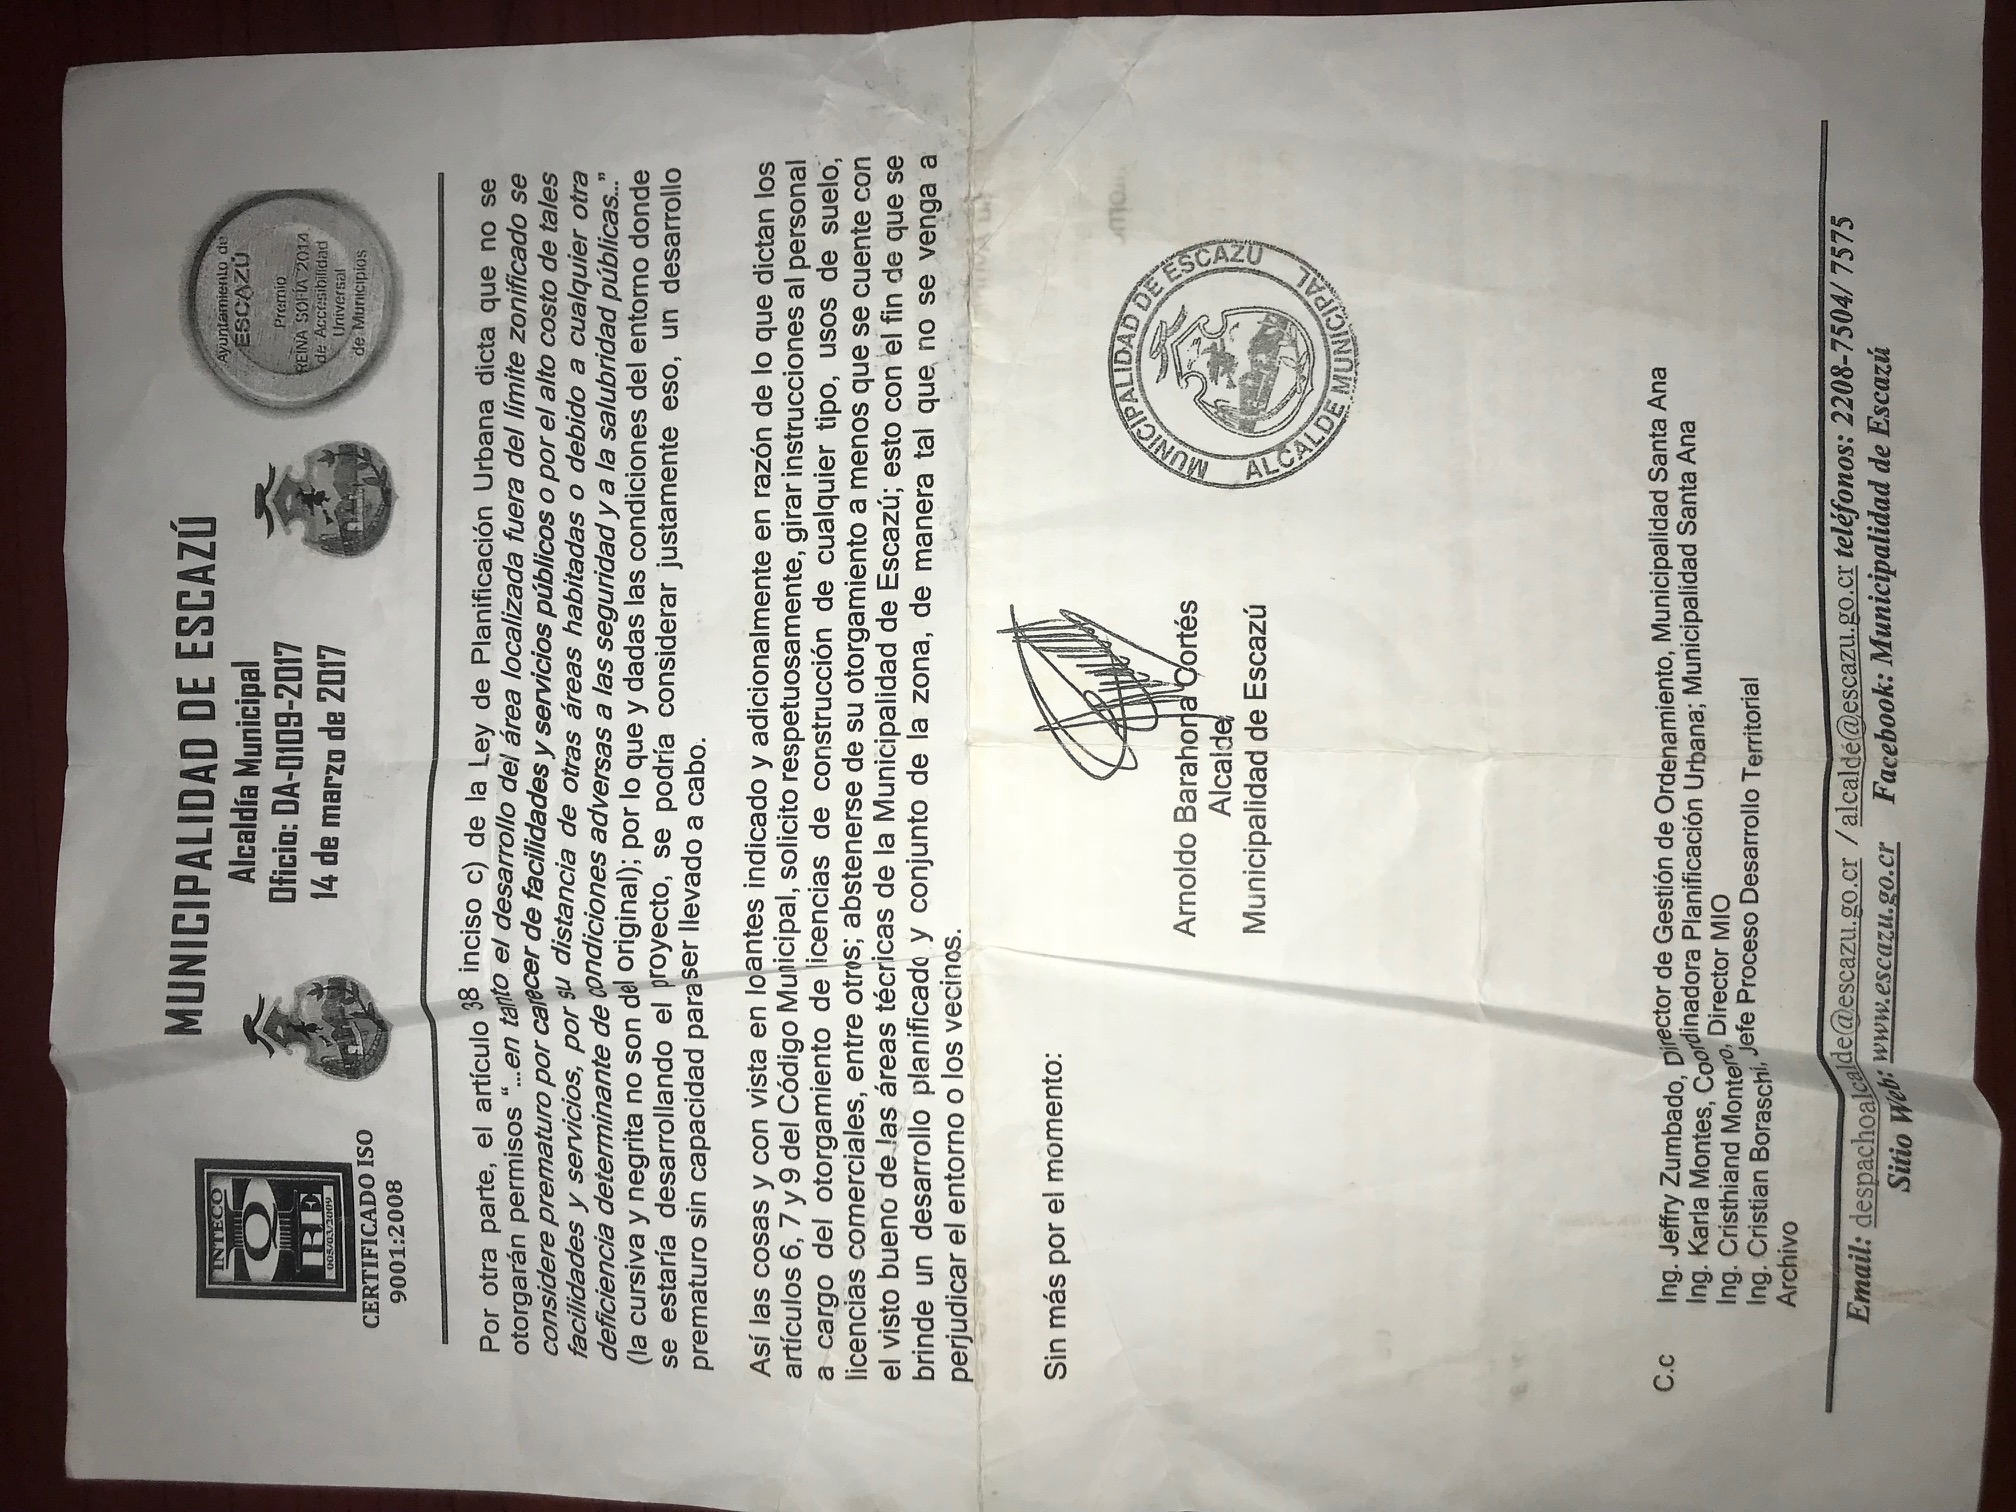 MUNICIPALIDAD DE ESCAZÚ
Alcaldía Municipal
Oficio: DA-0109-2017
14 de marzo de 2017
INTECO
RE
005/03/2009
CERTIFICADO ISO
9001:2008
Ayuntamiento de
ESCAZÚ
Premio
REINA SOFÍA 2014
de Accesibilidad
Universal
de Municipios
Por otra parte, el artículo 38 inciso c) de la Ley de Planificación Urbana dicta que no se
otorgarán permisos “...en tanto el desarrollo del área localizada fuera del límite zonificado se
considere prematuro por carecer de facilidades y servicios públicos o por el alto costo de tales
facilidades y servicios, por su distancia de otras áreas habitadas o debido a cualquier otra
deficiencia determinante de condiciones adversas a las seguridad y a la salubridad públicas...”
(la cursiva y negrita no son del original); por lo que y dadas las condiciones del entorno donde
se estaría desarrollando el proyecto, se podría considerar justamente eso, un desarrollo
prematuro sin capacidad para ser llevado a cabo.
Así las cosas y con vista en lo antes indicado y adicionalmente en razón de lo que dictan los
artículos 6, 7 y 9 del Código Municipal, solicito respetuosamente, girar instrucciones al personal
a cargo del otorgamiento de licencias de construcción de cualquier tipo, usos de suelo,
licencias comerciales, entre otros; abstenerse de su otorgamiento a menos que se cuente con
el visto bueno de las áreas técnicas de la Municipalidad de Escazú; esto con el fin de que se
brinde un desarrollo planificado y conjunto de la zona, de manera tal que no se venga a
perjudicar el entorno o los vecinos.
Sin más por el momento:
Arnoldo Barahona Cortés
Alcalde
Municipalidad de Escazú
MUNICIPALIDAD DE ESCAZÚ
ALCALDE MUNICIPAL
C.c Ing. Jeffry Zumbado, Director de Gestión de Ordenamiento, Municipalidad Santa Ana
Ing. Karla Montes, Coordinadora Planificación Urbana; Municipalidad Santa Ana
Ing. Cristhiand Montero, Director MIO
Ing. Cristian Boraschi, Jefe Proceso Desarrollo Territorial
Archivo
Email: despachoalcalde@escazu.go.cr / alcalde@escazu.go.cr teléfonos: 2208-7504/ 7575
Sitio Web: www.escazu.go.cr Facebook: Municipalidad de Escazú